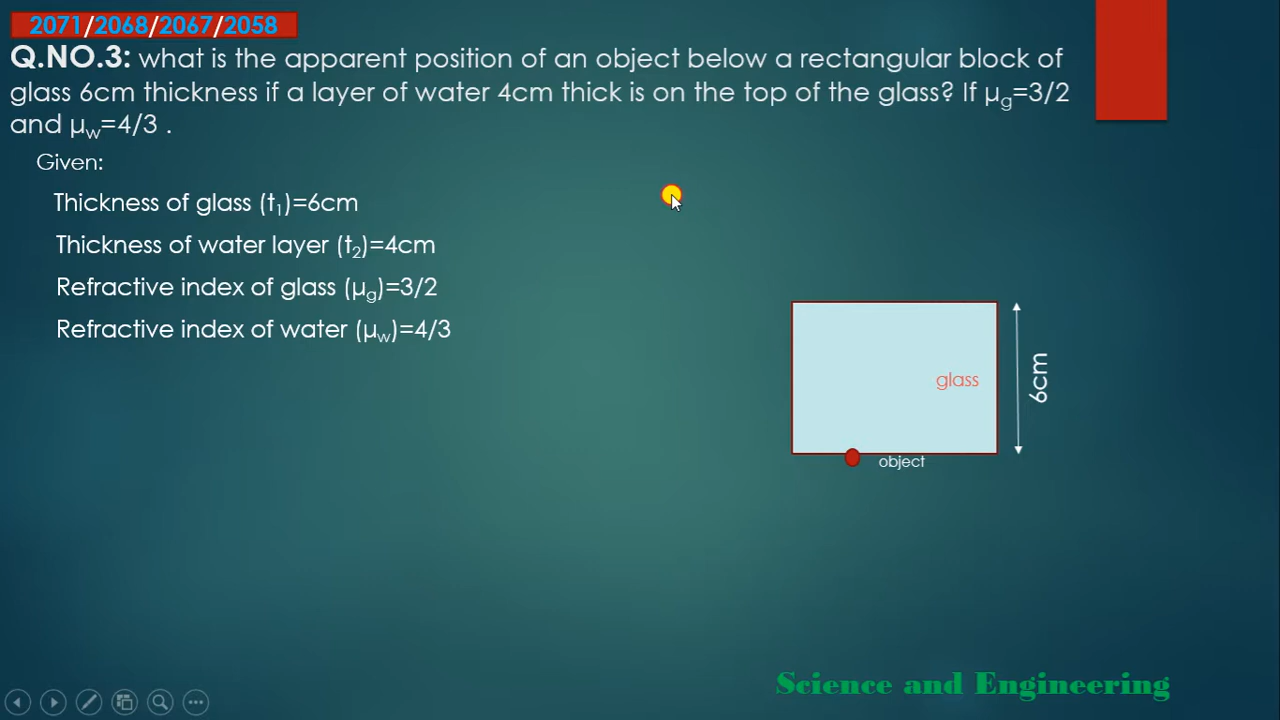 2071/2068/2067/2058
Q.NO.3: what is the apparent position of an object below a rectangular block of
glass 6cm thickness if a layer of water 4cm thick is on the top of the glass? If μg=3/2
and μw=4/3 .
Given:
Thickness of glass (t1)=6cm
Thickness of water layer (t2)=4cm
Refractive index of glass (μg)=3/2
Refractive index of water (μw)=4/3
glass
6cm
object
Science and Engineering